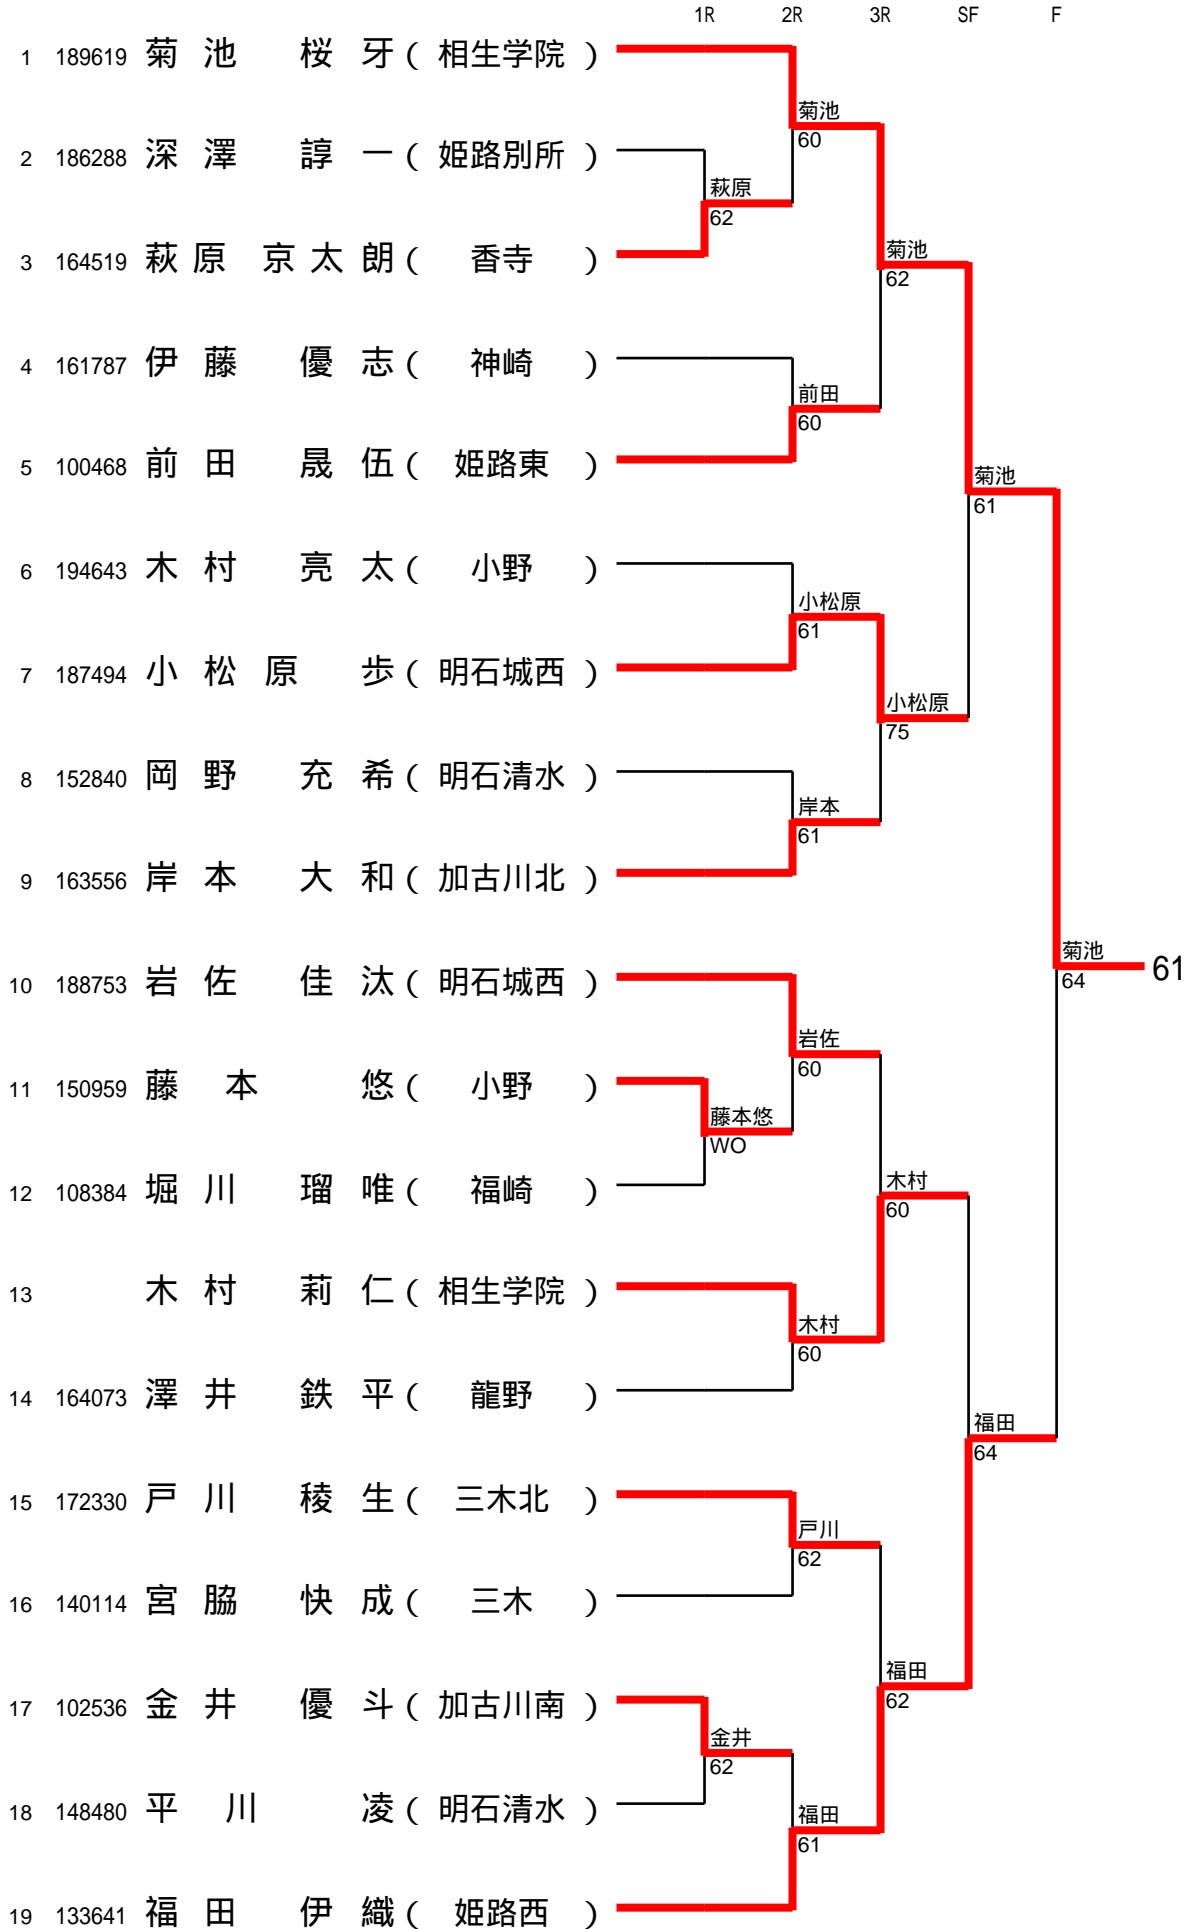 1R 2R 3R SF F
1 189619 菊池 桜牙 ( 相生学院 )
菊池
60
2 186288 深澤 諄一 ( 姫路別所 )
萩原
62
3 164519 萩原 京太朗 ( 香寺 )
菊池
62
4 161787 伊藤 優志 ( 神崎 )
前田
60
5 100468 前田 晟伍 ( 姫路東 )
菊池
61
6 194643 木村 亮太 ( 小野 )
小松原
61
7 187494 小松原 歩 ( 明石城西 )
小松原
75
8 152840 岡野 充希 ( 明石清水 )
岸本
61
9 163556 岸本 大和 ( 加古川北 )
菊池
64
61
10 188753 岩佐 佳汰 ( 明石城西 )
岩佐
60
11 150959 藤本 悠 ( 小野 )
藤本悠
WO
12 108384 堀川 瑠唯 ( 福崎 )
木村
60
13 木村 莉仁 ( 相生学院 )
木村
60
14 164073 澤井 鉄平 ( 龍野 )
福田
64
15 172330 戸川 稜生 ( 三木北 )
戸川
62
16 140114 宮脇 快成 ( 三木 )
福田
62
17 102536 金井 優斗 ( 加古川南 )
金井
62
18 148480 平川 凌 ( 明石清水 )
福田
61
19 133641 福田 伊織 ( 姫路西 )